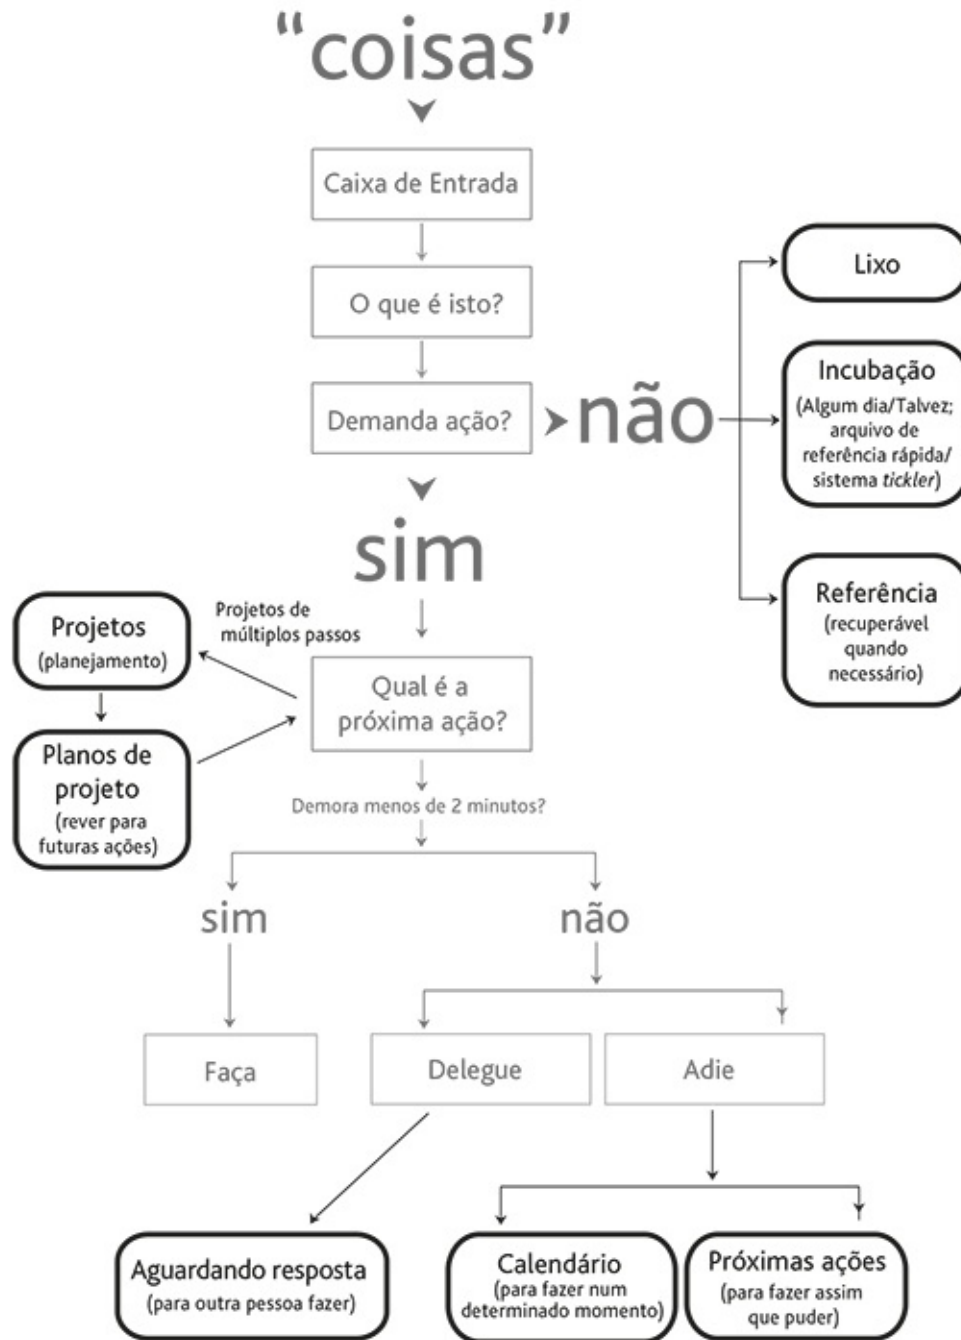 “coisas”
Caixa de Entrada
O que é isto?
Demanda ação?
não
Lixo
Incubação
(Algum dia/Talvez;
arquivo de
referência rápida/
sistema tickler)
Referência
(recuperável
quando
necessário)
sim
Projetos de
múltiplos passos
Projetos
(planejamento)
Qual é a
próxima ação?
Planos de
projeto
(rever para
futuras ações)
Demora menos de 2 minutos?
sim
não
Faça
Delegue
Adie
Aguardando resposta
(para outra pessoa fazer)
Calendário
(para fazer num
determinado momento)
Próximas ações
(para fazer assim
que puder)